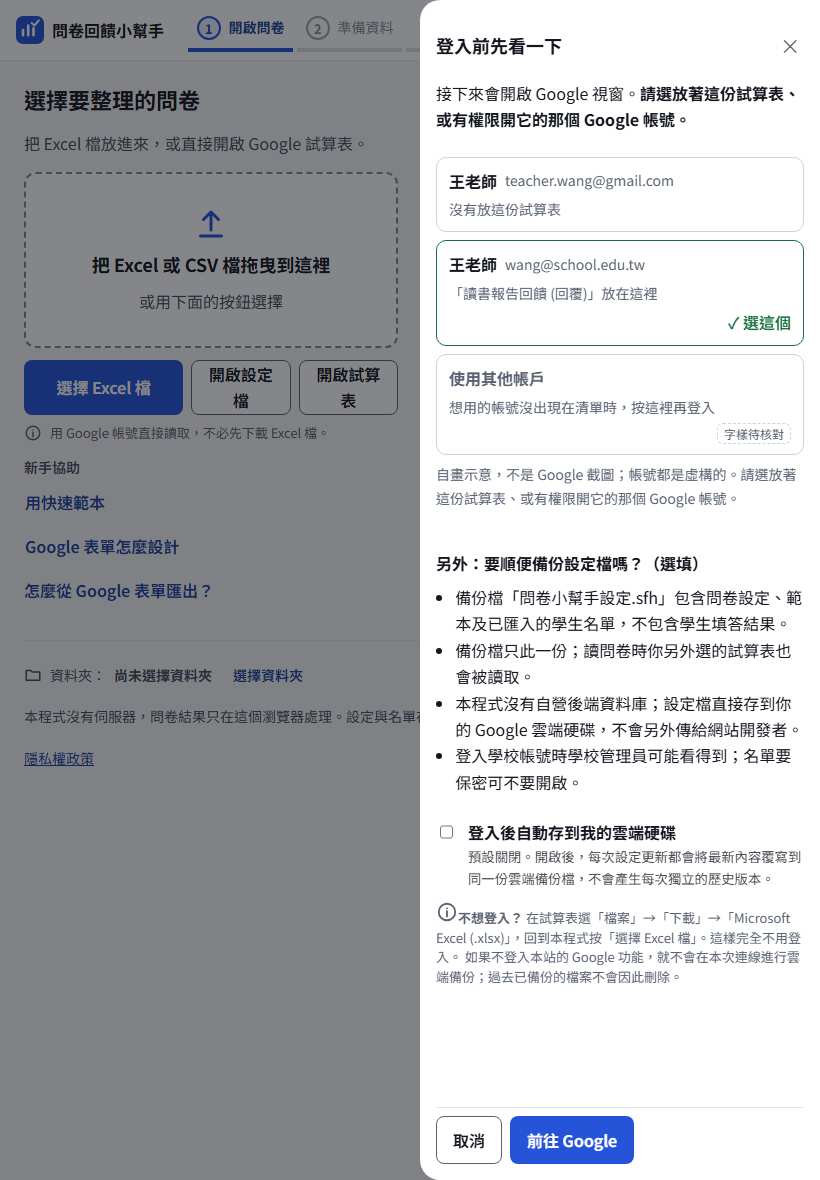 問卷回饋小幫手
1 開啟問卷
2 準備資料
選擇要整理的問卷
把 Excel 檔放進來，或直接開啟 Google 試算表。
把 Excel 或 CSV 檔拖曳到這裡
或用下面的按鈕選擇
選擇 Excel 檔
開啟設定
檔
開啟試算
表
用 Google 帳號直接讀取，不必先下載 Excel 檔。
新手協助
用快速範本
Google 表單怎麼設計
怎麼從 Google 表單匯出？
資料夾： 尚未選擇資料夾 選擇資料夾
本程式沒有伺服器，問卷結果只在這個瀏覽器處理。設定與名單
隱私權政策
登入前先看一下
接下來會開啟 Google 視窗。請選放著這份試算表、
或有權限開它的那個 Google 帳號。
王老師 teacher.wang@gmail.com
沒有放這份試算表
王老師 wang@school.edu.tw
「讀書報告回饋 (回覆)」放在這裡
✓ 選這個
使用其他帳戶
想用的帳號沒出現在清單時，按這裡再登入
字樣待核對
自畫示意，不是 Google 截圖；帳號都是虛構的。請選放著
這份試算表、或有權限開它的那個 Google 帳號。
另外：要順便備份設定檔嗎？（選填）
備份檔「問卷小幫手設定.sfh」包含問卷設定、範
本及已匯入的學生名單，不包含學生填答結果。
備份檔只此一份；讀問卷時你另外選的試算表也
會被讀取。
本程式沒有自營後端資料庫；設定檔直接存到你
的 Google 雲端硬碟，不會另外傳給網站開發者。
登入學校帳號時學校管理員可能看得到；名單要
保密可不要開啟。
登入後自動存到我的雲端硬碟
預設關閉。開啟後，每次設定更新都會將最新內容覆寫到
同一份雲端備份檔，不會產生每次獨立的歷史版本。
不想登入？ 在試算表選「檔案」→「下載」→「Microsoft
Excel (.xlsx)」，回到本程式按「選擇 Excel 檔」。這樣完全不用登
入。 如果不登入本站的 Google 功能，就不會在本次連線進行雲
端備份；過去已備份的檔案不會因此刪除。
取消
前往 Google